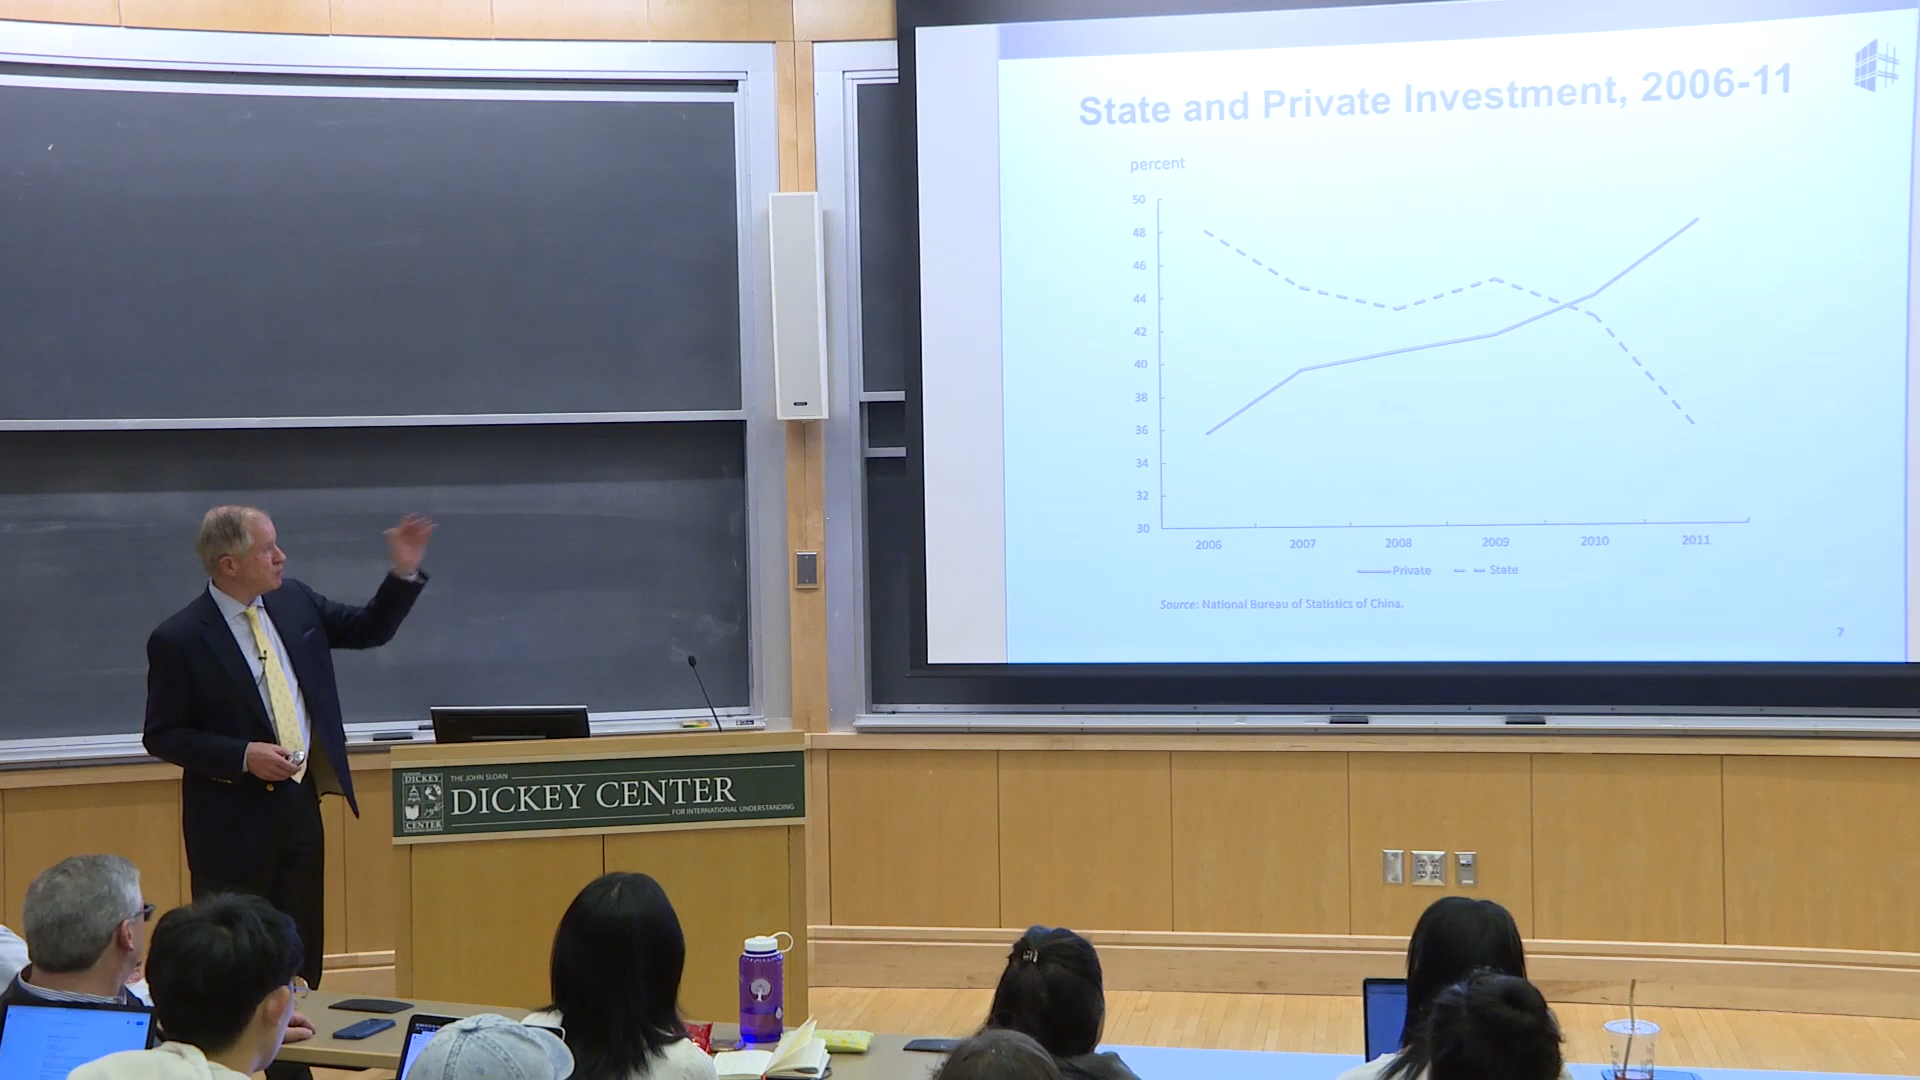 State and Private Investment, 2006-11
percent
50
48
46
44
42
40
38
36
34
32
30
2006 2007 2008 2009 2010 2011
Private State
Source: National Bureau of Statistics of China.
7
DICKEY
CENTER
THE JOHN SLOAN
DICKEY CENTER
FOR INTERNATIONAL UNDERSTANDING